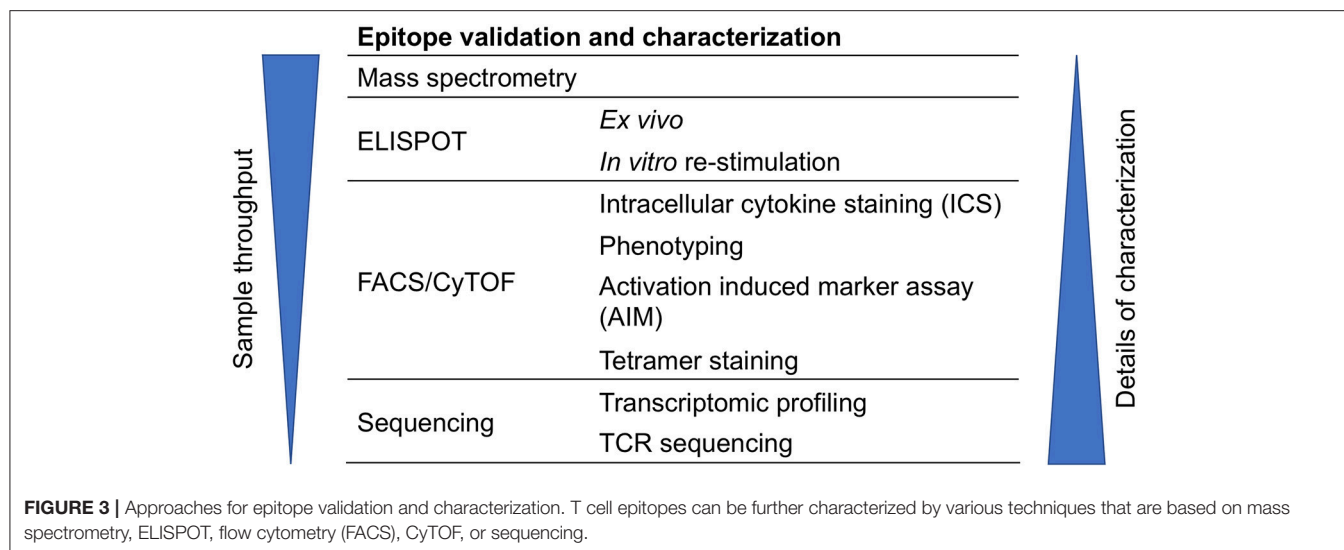 Epitope validation and characterization
Mass spectrometry
ELISPOT
Ex vivo
In vitro re-stimulation
FACS/CyTOF
Intracellular cytokine staining (ICS)
Phenotyping
Activation induced marker assay
(AIM)
Tetramer staining
Sequencing
Transcriptomic profiling
TCR sequencing
Sample throughput
Details of characterization
FIGURE 3 | Approaches for epitope validation and characterization. T cell epitopes can be further characterized by various techniques that are based on mass
spectrometry, ELISPOT, flow cytometry (FACS), CyTOF, or sequencing.